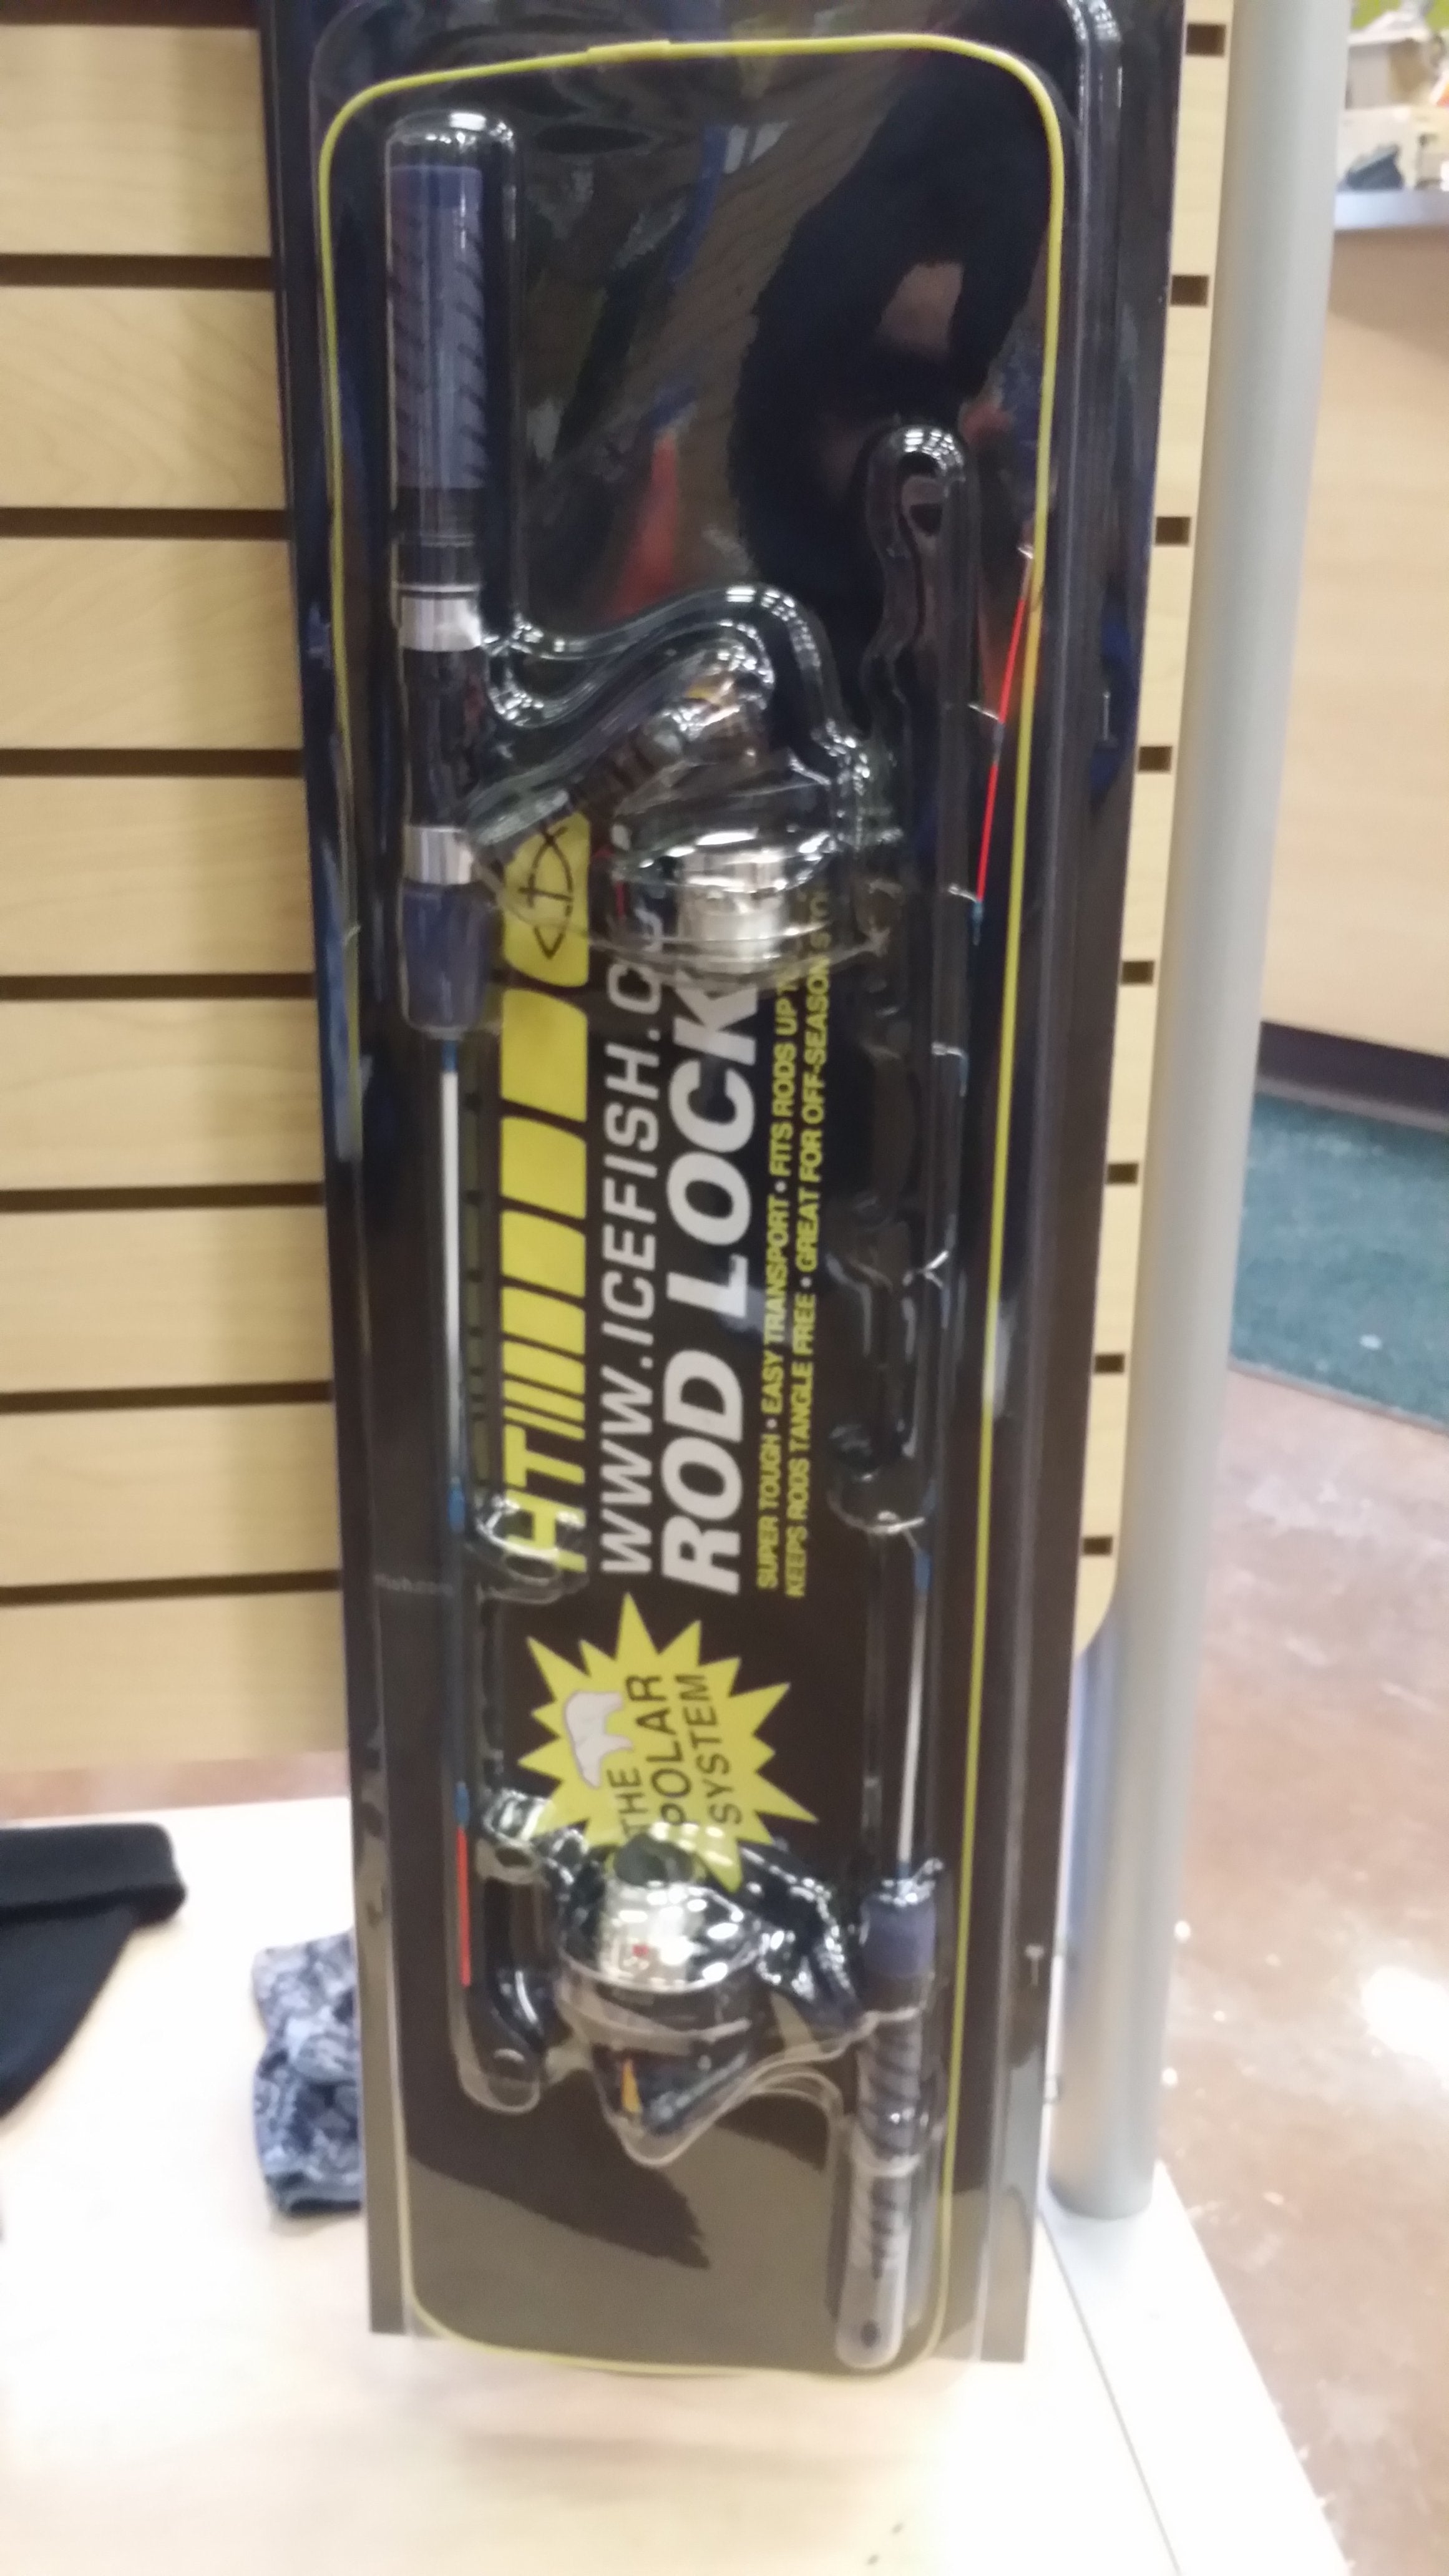 HT
WWW.ICEFISH.C
ROD LOCK
SUPER TOUGH • EASY TRANSPORT • FITS RODS UP
KEEPS RODS TANGLE FREE • GREAT FOR OFF-SEASON
THE
POLAR
SYSTEM